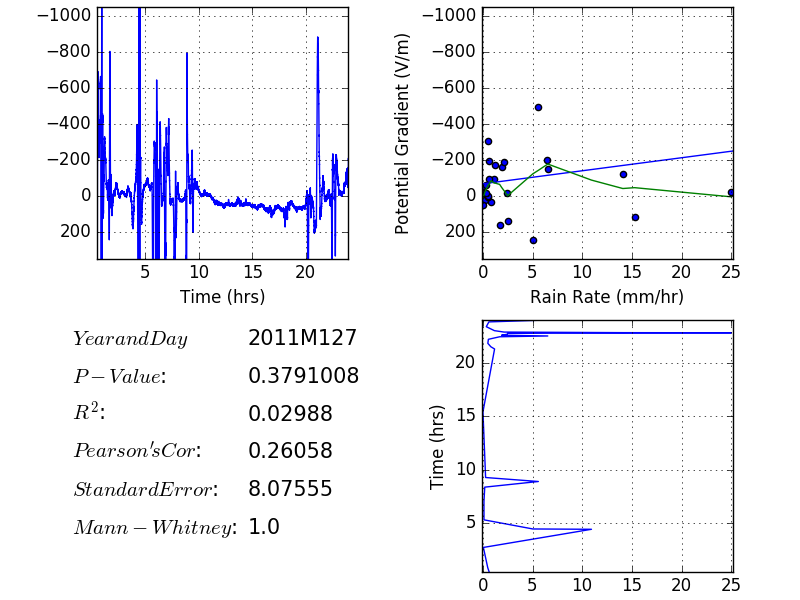 −1000
−800
−600
−400
−200
0
200
5 10 15 20
Time (hrs)
Potential Gradient (V/m)
−1000
−800
−600
−400
−200
0
200
0 5 10 15 20 25
Rain Rate (mm/hr)
YearandDay 2011M127
P−Value: 0.3791008
R²: 0.02988
Pearson'sCor: 0.26058
StandardError: 8.07555
Mann−Whitney: 1.0
Time (hrs)
20
15
10
5
0 5 10 15 20 25